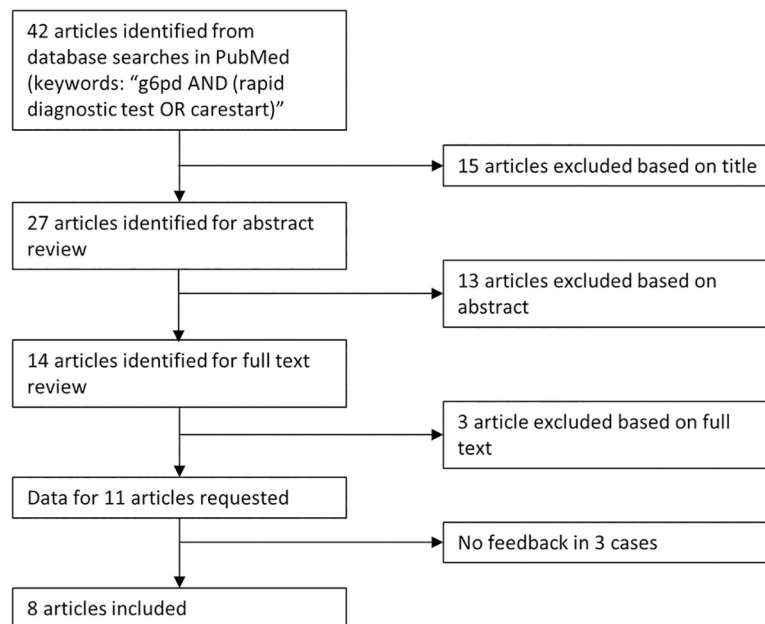 42 articles identified from
database searches in PubMed
(keywords: “g6pd AND (rapid
diagnostic test OR carestart)”
15 articles excluded based on title
27 articles identified for abstract
review
13 articles excluded based on
abstract
14 articles identified for full text
review
3 article excluded based on full
text
Data for 11 articles requested
No feedback in 3 cases
8 articles included